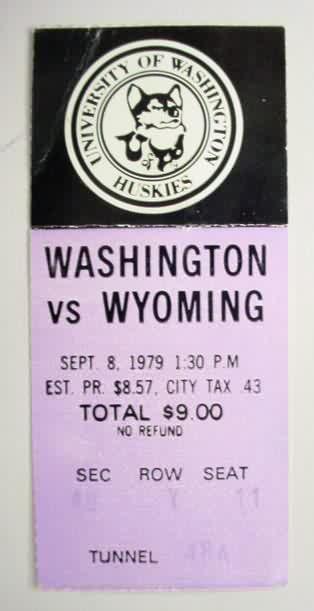 UNIVERSITY OF WASHINGTON
HUSKIES
WASHINGTON
VS WYOMING
SEPT. 8, 1979 1:30 P.M
EST. PR. $8.57, CITY TAX 43
TOTAL $9.00
NO REFUND
SEC ROW SEAT
Y 11
TUNNEL